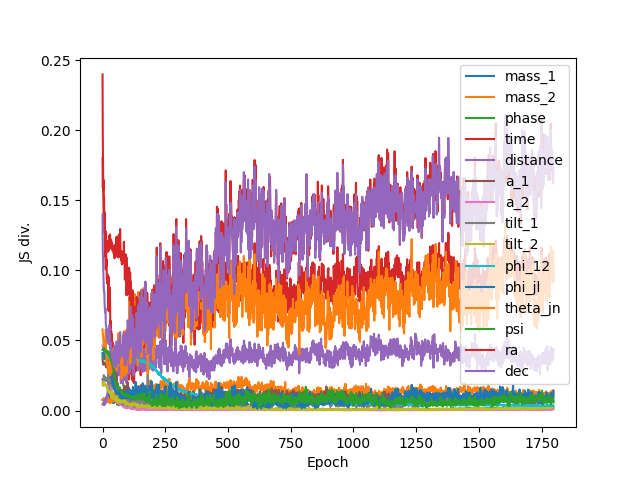 0.25
0.20
0.15
0.10
0.05
0.00
JS div.
0
250
500
750
1000
1250
1500
1750
Epoch
mass_1
mass_2
phase
time
distance
a_1
a_2
tilt_1
tilt_2
phi_12
phi_jl
theta_jn
psi
ra
dec